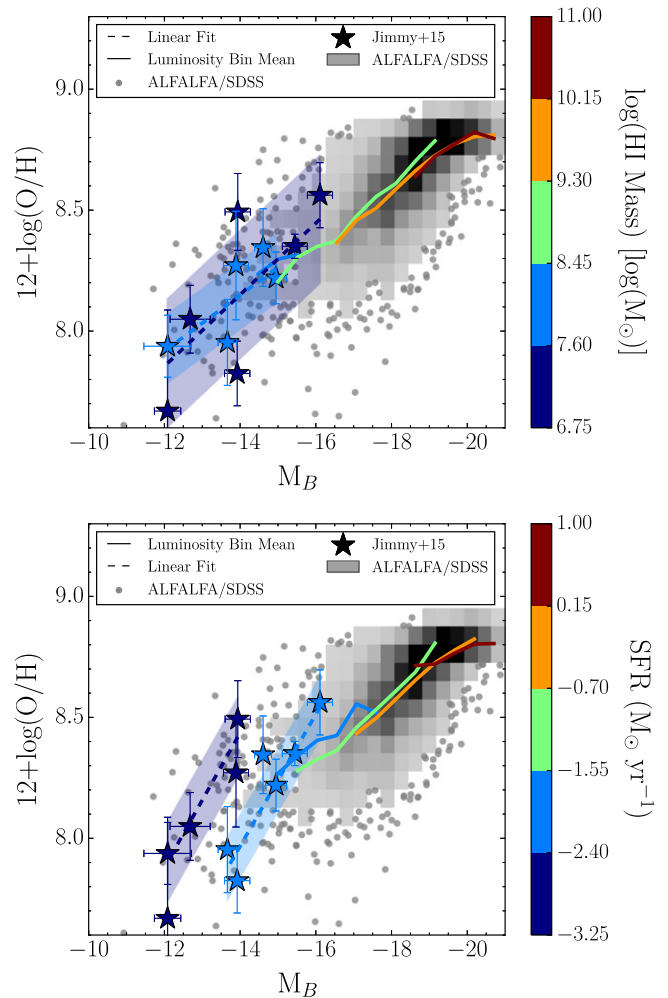 Linear Fit
Luminosity Bin Mean
ALFALFA/SDSS
Jimmy+15
ALFALFA/SDSS
9.0
8.5
8.0
12+log(O/H)
−10 −12 −14 −16 −18 −20
M_B
11.00
10.15
9.30
8.45
7.60
6.75
log(HI Mass) [log(M⊙)]
Luminosity Bin Mean
Linear Fit
ALFALFA/SDSS
Jimmy+15
ALFALFA/SDSS
9.0
8.5
8.0
12+log(O/H)
−10 −12 −14 −16 −18 −20
M_B
1.00
0.15
−0.70
−1.55
−2.40
−3.25
SFR (M⊙ yr⁻¹)